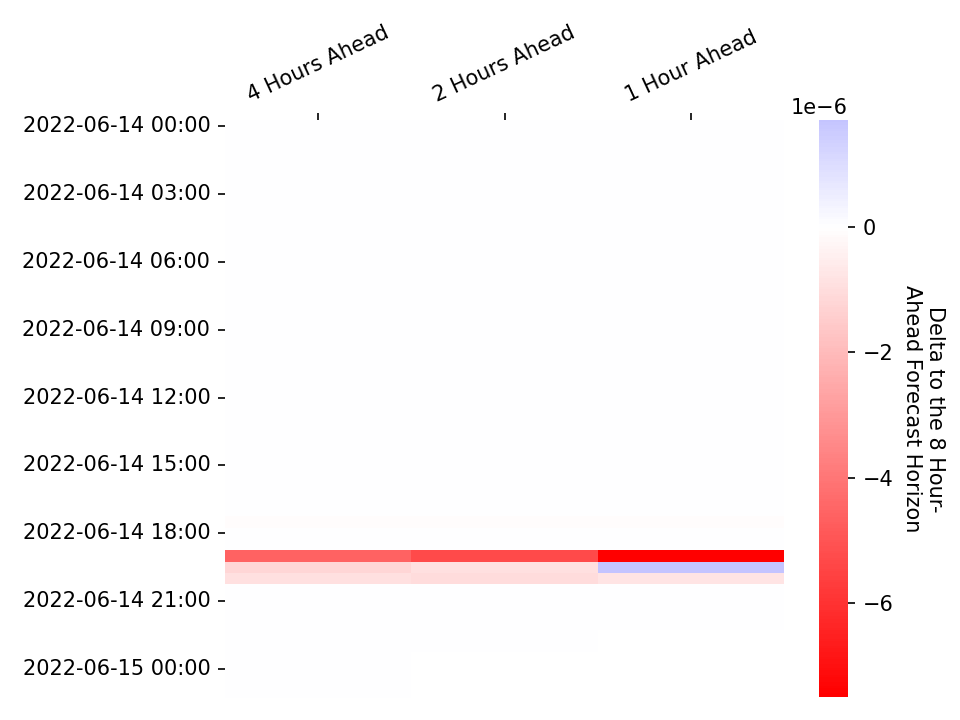 4 Hours Ahead
2 Hours Ahead
1 Hour Ahead
1e−6
2022-06-14 00:00
2022-06-14 03:00
2022-06-14 06:00
2022-06-14 09:00
2022-06-14 12:00
2022-06-14 15:00
2022-06-14 18:00
2022-06-14 21:00
2022-06-15 00:00
0
−2
−4
−6
Delta to the 8 Hour-
Ahead Forecast Horizon